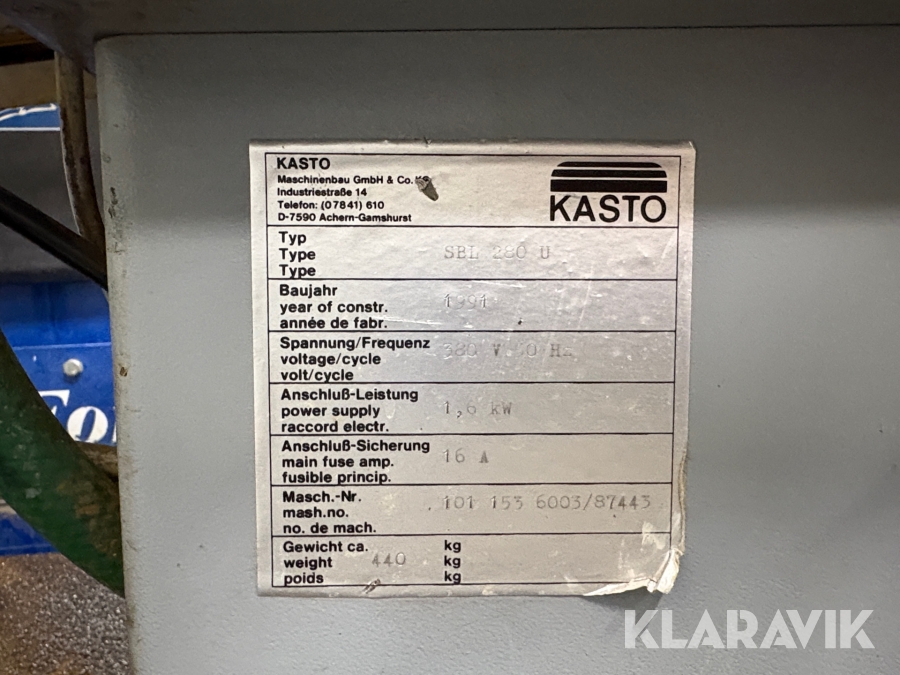 KASTO
Maschinenbau GmbH & Co.
Industriestraße 14
Telefon: (07841) 610
D-7590 Achern-Gamshurst
KASTO
Typ
Type SBL 280 U
Type
Baujahr
year of constr. 1991
année de fabr.
Spannung/Frequenz
voltage/cycle 380 V 50 Hz
volt/cycle
Anschluß-Leistung
power supply 1,6 kW
raccord electr.
Anschluß-Sicherung
main fuse amp. 16 A
fusible princip.
Masch.-Nr.
mash.no. 101 153 6003/87443
no. de mach.
Gewicht ca. kg
weight 440 kg
poids kg
KLARAVIK